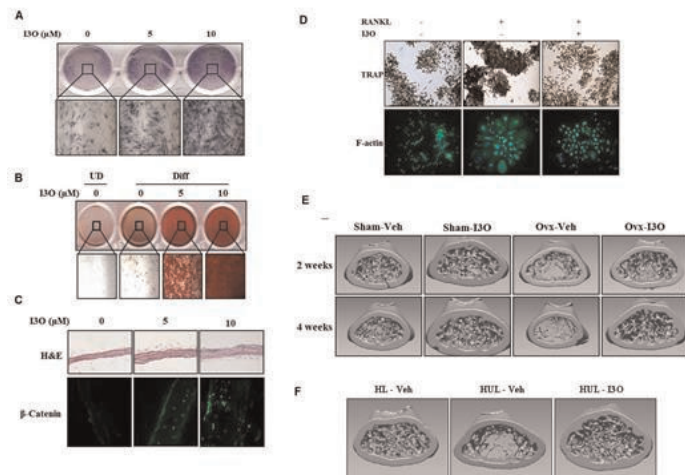 A
I3O (μM) 0 5 10
B
UD Diff
I3O (μM) 0 0 5 10
C
I3O (μM) 0 5 10
H&E
β-Catenin
D
RANKL - + +
I3O - - +
TRAP
F-actin
E
Sham-Veh Sham-I3O Ovx-Veh Ovx-I3O
2 weeks
4 weeks
F
HL - Veh HUL - Veh HUL - I3O